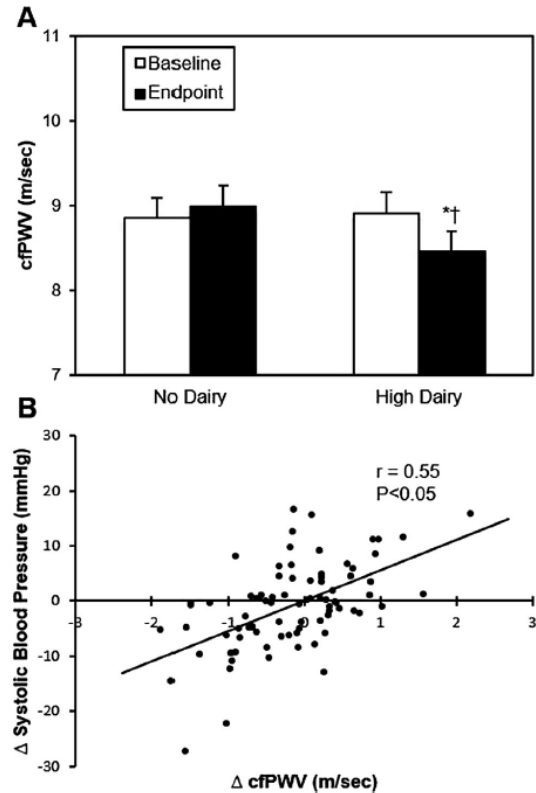 A
11
10
9
8
7
cfPWV (m/sec)
Baseline
Endpoint
*†
No Dairy
High Dairy
B
30
20
10
0
-10
-20
-30
Δ Systolic Blood Pressure (mmHg)
r = 0.55
P<0.05
-3
-2
-1
0
1
2
3
Δ cfPWV (m/sec)